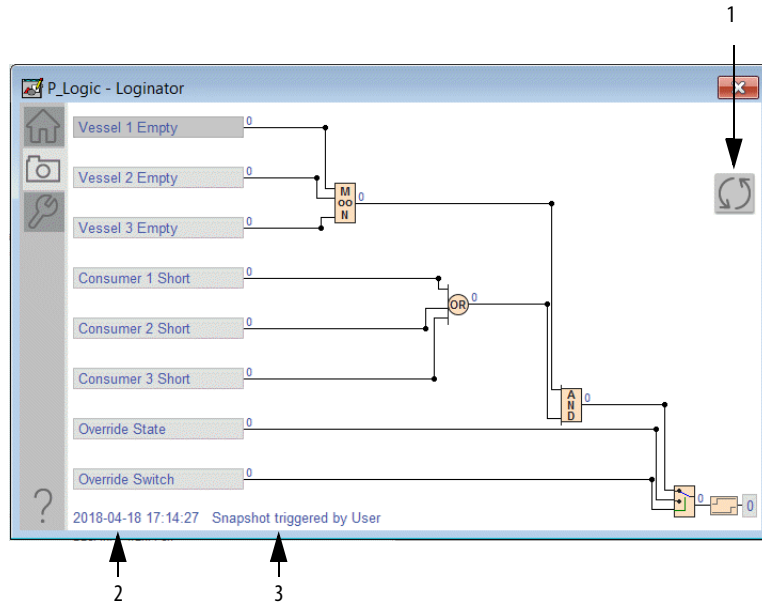 1
P_Logic - Loginator
Vessel 1 Empty 0
Vessel 2 Empty 0
M
OO
N
0
Vessel 3 Empty 0
Consumer 1 Short 0
OR 0
Consumer 2 Short 0
Consumer 3 Short 0
A
N
D
0
Override State 0
Override Switch 0
0
0
?
2018-04-18 17:14:27 Snapshot triggered by User
2
3